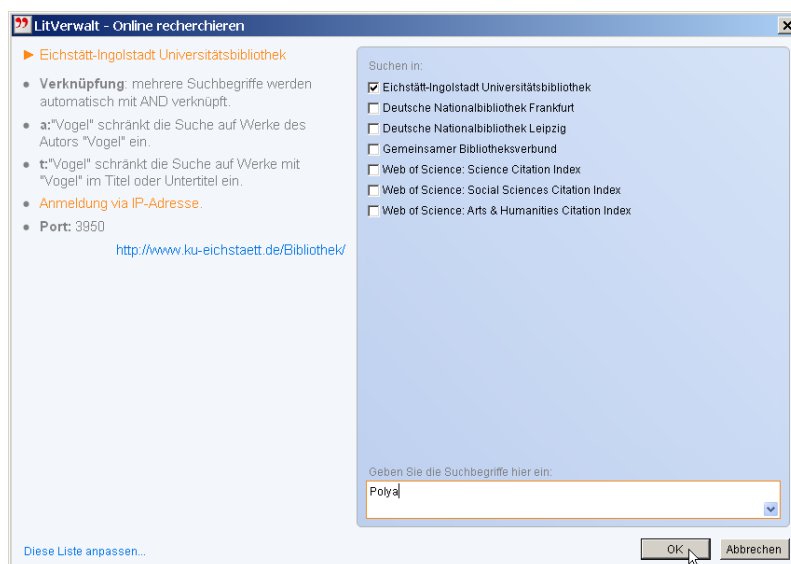 LitVerwalt - Online recherchieren
Eichstätt-Ingolstadt Universitätsbibliothek
Verknüpfung: mehrere Suchbegriffe werden
automatisch mit AND verknüpft.
a:"Vogel" schränkt die Suche auf Werke des
Autors "Vogel" ein.
t:"Vogel" schränkt die Suche auf Werke mit
"Vogel" im Titel oder Untertitel ein.
Anmeldung via IP-Adresse.
Port: 3950
http://www.ku-eichstaett.de/Bibliothek/
Diese Liste anpassen...
Suchen in:
Eichstätt-Ingolstadt Universitätsbibliothek
Deutsche Nationalbibliothek Frankfurt
Deutsche Nationalbibliothek Leipzig
Gemeinsamer Bibliotheksverbund
Web of Science: Science Citation Index
Web of Science: Social Sciences Citation Index
Web of Science: Arts & Humanities Citation Index
Geben Sie die Suchbegriffe hier ein:
Polya
OK
Abbrechen